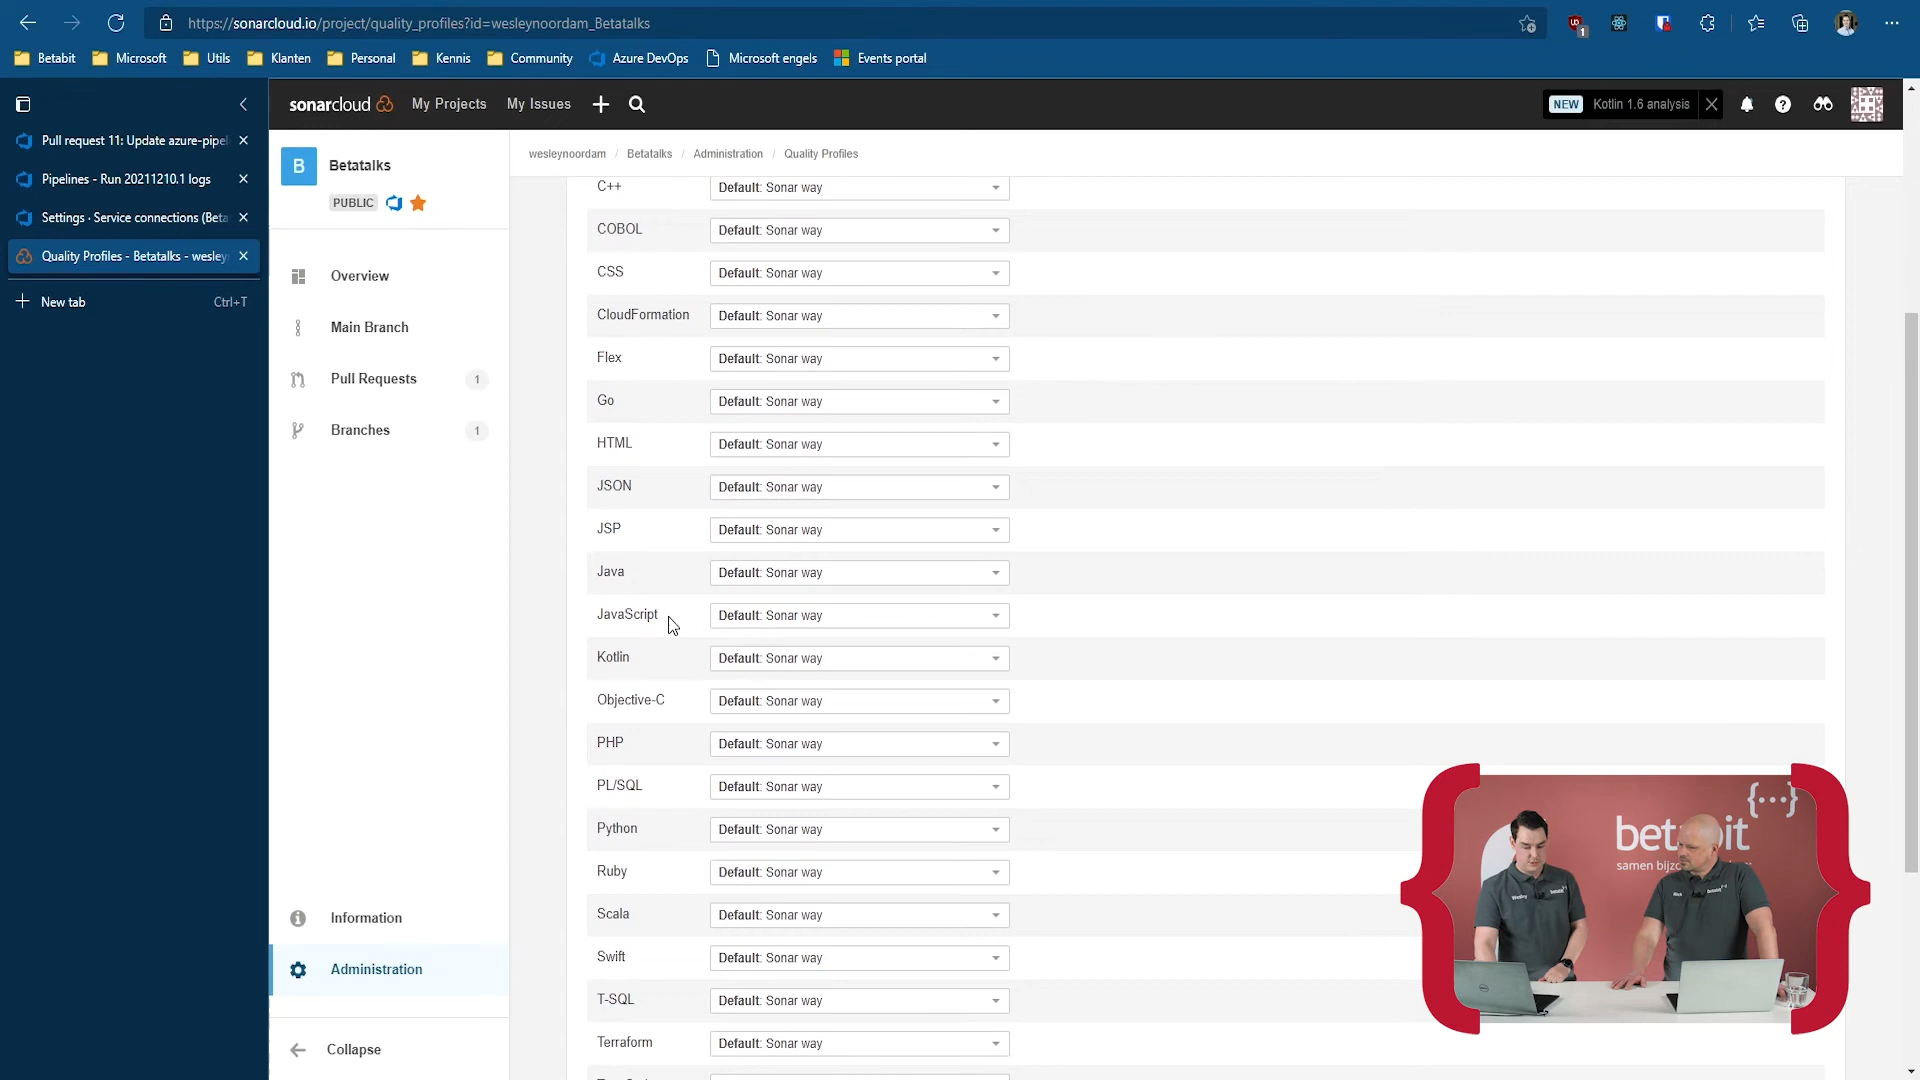 https://sonarcloud.io/project/quality_profiles?id=wesleynoordam_Betatalks
1
Betabit
Microsoft
Utils
Klanten
Personal
Kennis
Community
Azure DevOps
Microsoft engels
Events portal
Pull request 11: Update azure-pipel
Pipelines - Run 20211210.1 logs
Settings · Service connections (Beta
Quality Profiles - Betatalks - wesley
New tab
Ctrl+T
sonarcloud
My Projects
My Issues
NEW
Kotlin 1.6 analysis
B
Betatalks
PUBLIC
Overview
Main Branch
Pull Requests
1
Branches
1
Information
Administration
Collapse
wesleynoordam / Betatalks / Administration / Quality Profiles
C++ Default: Sonar way
COBOL Default: Sonar way
CSS Default: Sonar way
CloudFormation Default: Sonar way
Flex Default: Sonar way
Go Default: Sonar way
HTML Default: Sonar way
JSON Default: Sonar way
JSP Default: Sonar way
Java Default: Sonar way
JavaScript Default: Sonar way
Kotlin Default: Sonar way
Objective-C Default: Sonar way
PHP Default: Sonar way
PL/SQL Default: Sonar way
Python Default: Sonar way
Ruby Default: Sonar way
Scala Default: Sonar way
Swift Default: Sonar way
T-SQL Default: Sonar way
Terraform Default: Sonar way
{...}
samen
Wesley
betabit
betabit